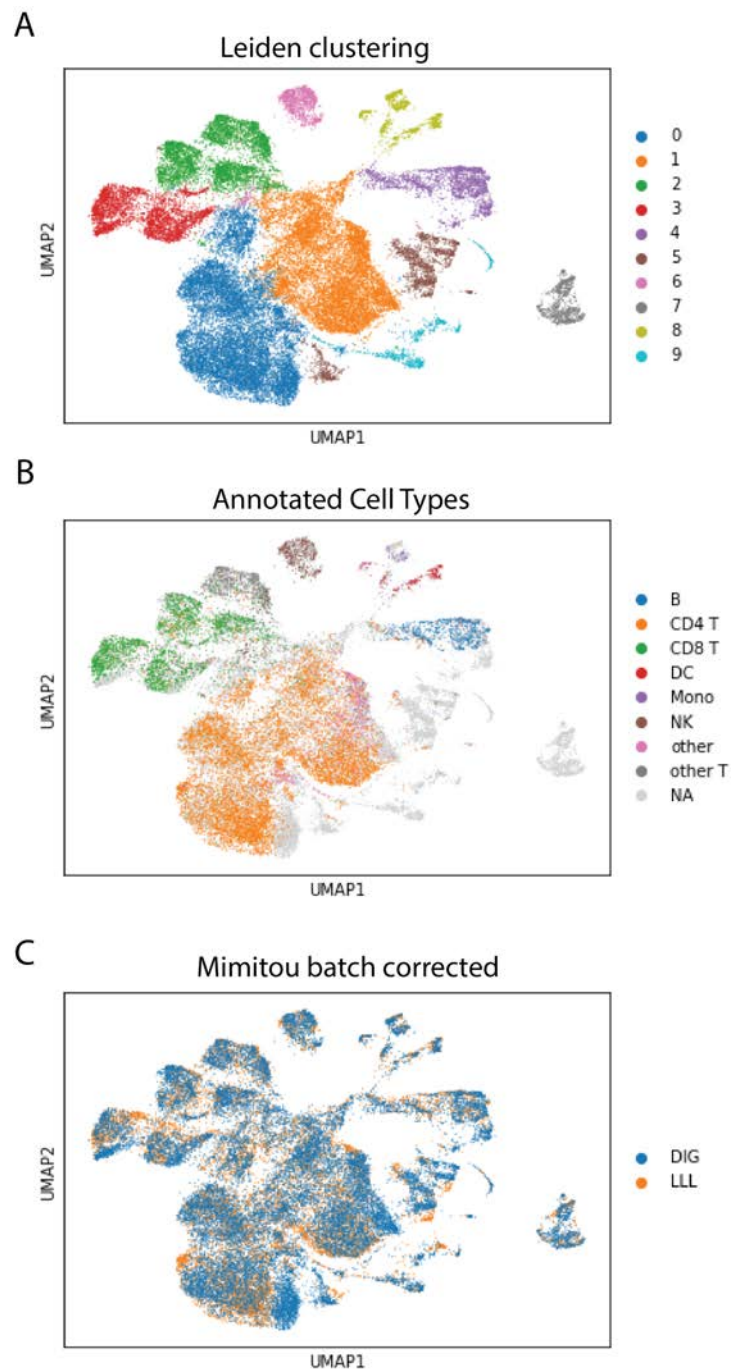 A
Leiden clustering
UMAP2
UMAP1
0
1
2
3
4
5
6
7
8
9
B
Annotated Cell Types
UMAP2
UMAP1
B
CD4 T
CD8 T
DC
Mono
NK
other
other T
NA
C
Mimitou batch corrected
UMAP2
UMAP1
DIG
LLL